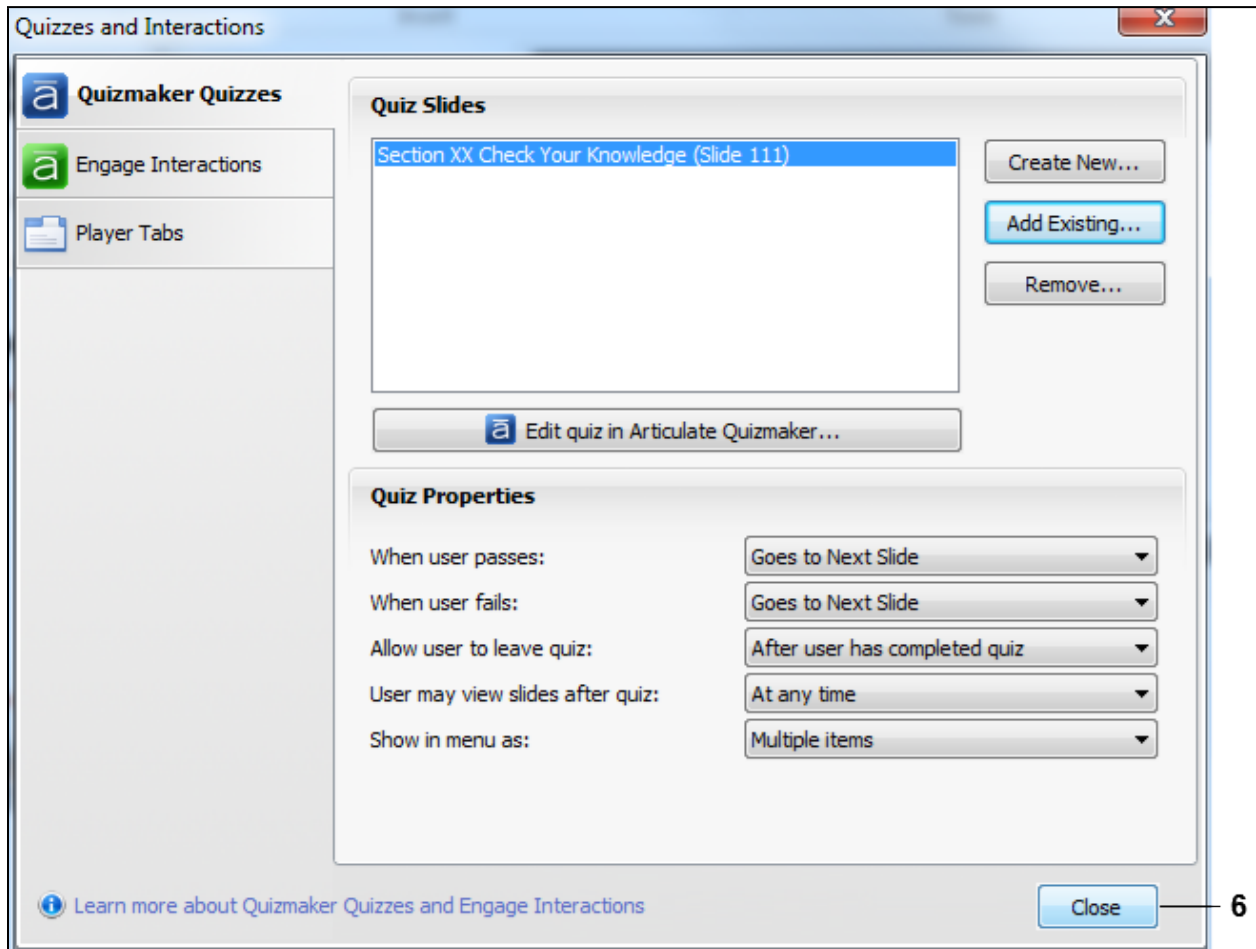 Quizzes and Interactions
X
ā Quizmaker Quizzes
ā Engage Interactions
Player Tabs
Quiz Slides
Section XX Check Your Knowledge (Slide 111)
Create New...
Add Existing...
Remove...
ā Edit quiz in Articulate Quizmaker...
Quiz Properties
When user passes: Goes to Next Slide
When user fails: Goes to Next Slide
Allow user to leave quiz: After user has completed quiz
User may view slides after quiz: At any time
Show in menu as: Multiple items
Learn more about Quizmaker Quizzes and Engage Interactions
Close
6